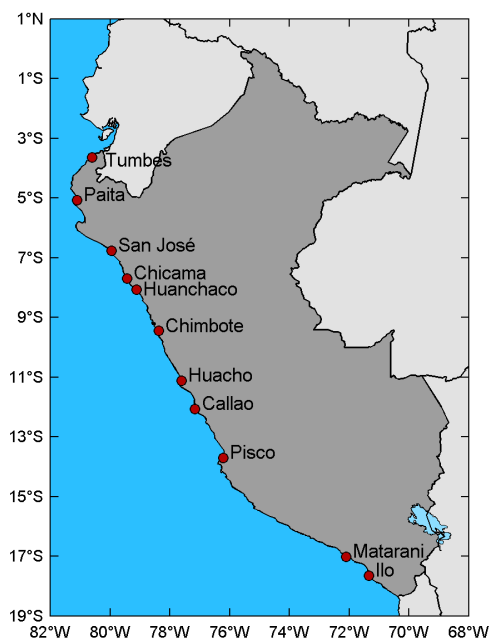 1°N
1°S
3°S
Tumbes
5°S
Paita
7°S
San José
Chicama
Huanchaco
9°S
Chimbote
11°S
Huacho
Callao
13°S
Pisco
15°S
17°S
Matarani
Ilo
19°S
82°W 80°W 78°W 76°W 74°W 72°W 70°W 68°W